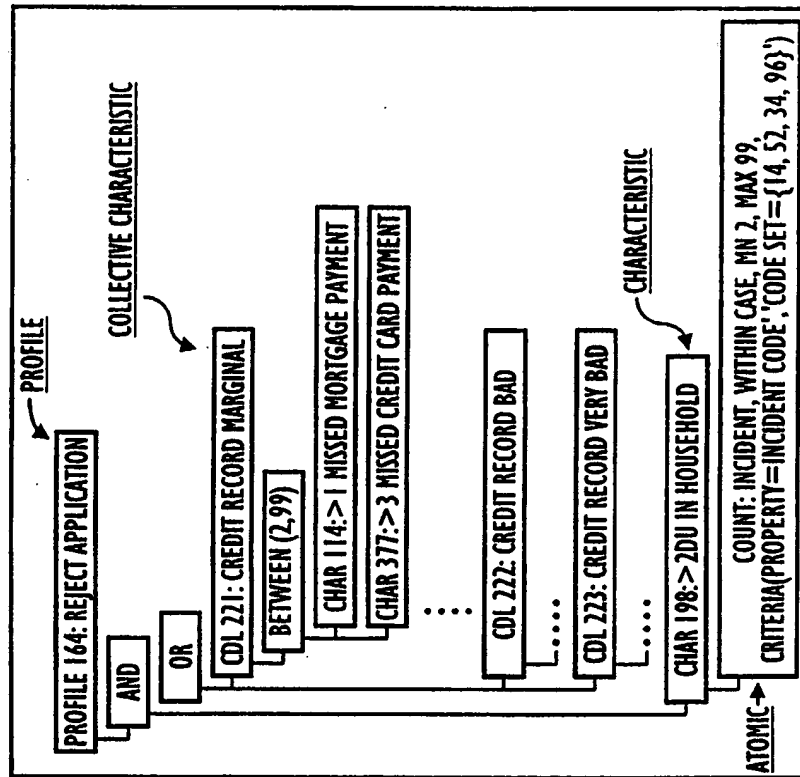 PROFILE
PROFILE 164: REJECT APPLICATION
AND
OR
COLLECTIVE CHARACTERISTIC
CDL 221: CREDIT RECORD MARGINAL
BETWEEN (2,99)
CHAR 114:>1 MISSED MORTGAGE PAYMENT
CHAR 377:>3 MISSED CREDIT CARD PAYMENT
CDL 222: CREDIT RECORD BAD
CDL 223: CREDIT RECORD VERY BAD
CHARACTERISTIC
CHAR 198:> 2DU IN HOUSEHOLD
ATOMIC
COUNT: INCIDENT, WITHIN CASE, MN 2, MAX 99,
CRITERIA(PROPERTY=INCIDENT CODE','CODE SET={14, 52, 34, 96}')